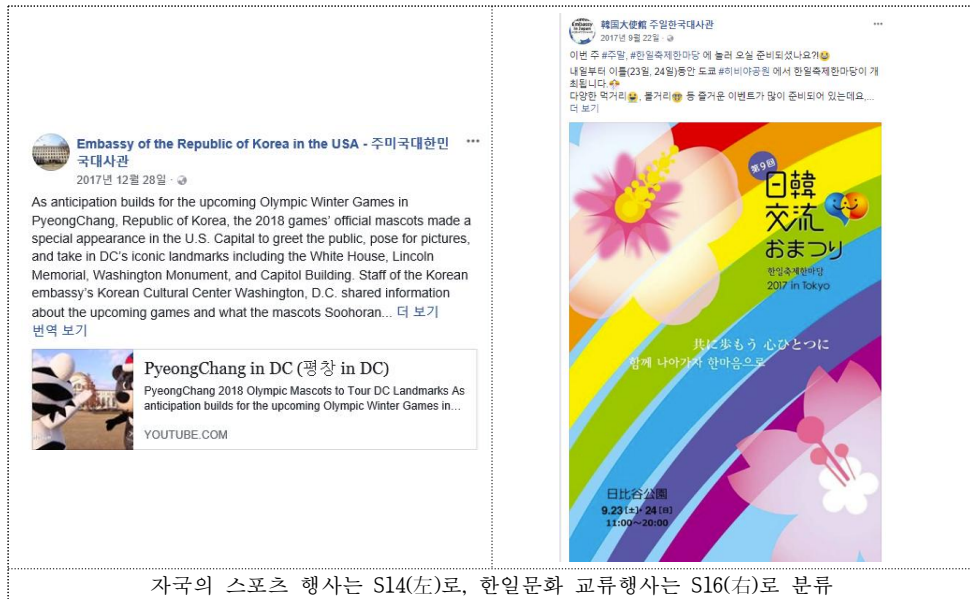 Embassy of the Republic of Korea in the USA - 주미국대한민
국대사관
2017년 12월 28일 ·
As anticipation builds for the upcoming Olympic Winter Games in
PyeongChang, Republic of Korea, the 2018 games' official mascots made a
special appearance in the U.S. Capital to greet the public, pose for pictures,
and take in DC's iconic landmarks including the White House, Lincoln
Memorial, Washington Monument, and Capitol Building. Staff of the Korean
embassy's Korean Cultural Center Washington, D.C. shared information
about the upcoming games and what the mascots Soohoran... 더 보기
번역 보기
PyeongChang in DC (평창 in DC)
PyeongChang 2018 Olympic Mascots to Tour DC Landmarks As
anticipation builds for the upcoming Olympic Winter Games in...
YOUTUBE.COM
韓国大使館 주일한국대사관
2017년 9월 22일 ·
이번 주 #주말, #한일축제한마당 에 놀러 오실 준비되셨나요?!
내일부터 이틀(23일, 24일)동안 도쿄 #히비야공원 에서 한일축제한마당이 개
최됩니다.
다양한 먹거리, 볼거리 등 즐거운 이벤트가 많이 준비되어 있는데요,...
더 보기
第9回
日韓
交流
おまつり
한일축제한마당
2017 in Tokyo
共に歩もう 心ひとつに
함께 나아가자 한마음으로
日比谷公園
9.23[土]·24[日]
11:00~20:00
자국의 스포츠 행사는 S14(左)로, 한일문화 교류행사는 S16(右)로 분류